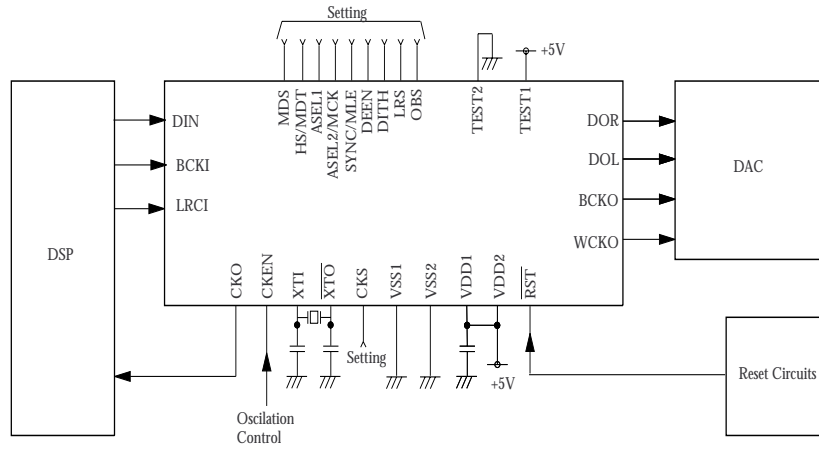 Setting
+5V
MDS
HS/MDT
ASEL1
ASEL2/MCK
SYNC/MLE
DEEN
DITH
LRS
OBS
TEST2
TEST1
DIN
BCKI
LRCI
DOR
DOL
BCKO
WCKO
DSP
DAC
CKO
CKEN
XTI
XTO
CKS
VSS1
VSS2
VDD1
VDD2
RST
Setting
+5V
Reset Circuits
Oscilation
Control